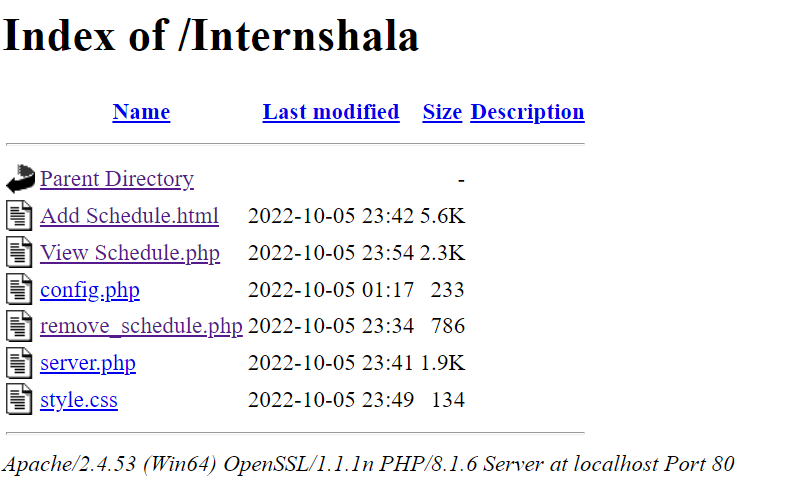 Index of /Internshala
Name Last modified Size Description
Parent Directory -
Add Schedule.html 2022-10-05 23:42 5.6K
View Schedule.php 2022-10-05 23:54 2.3K
config.php 2022-10-05 01:17 233
remove_schedule.php 2022-10-05 23:34 786
server.php 2022-10-05 23:41 1.9K
style.css 2022-10-05 23:49 134
Apache/2.4.53 (Win64) OpenSSL/1.1.1n PHP/8.1.6 Server at localhost Port 80